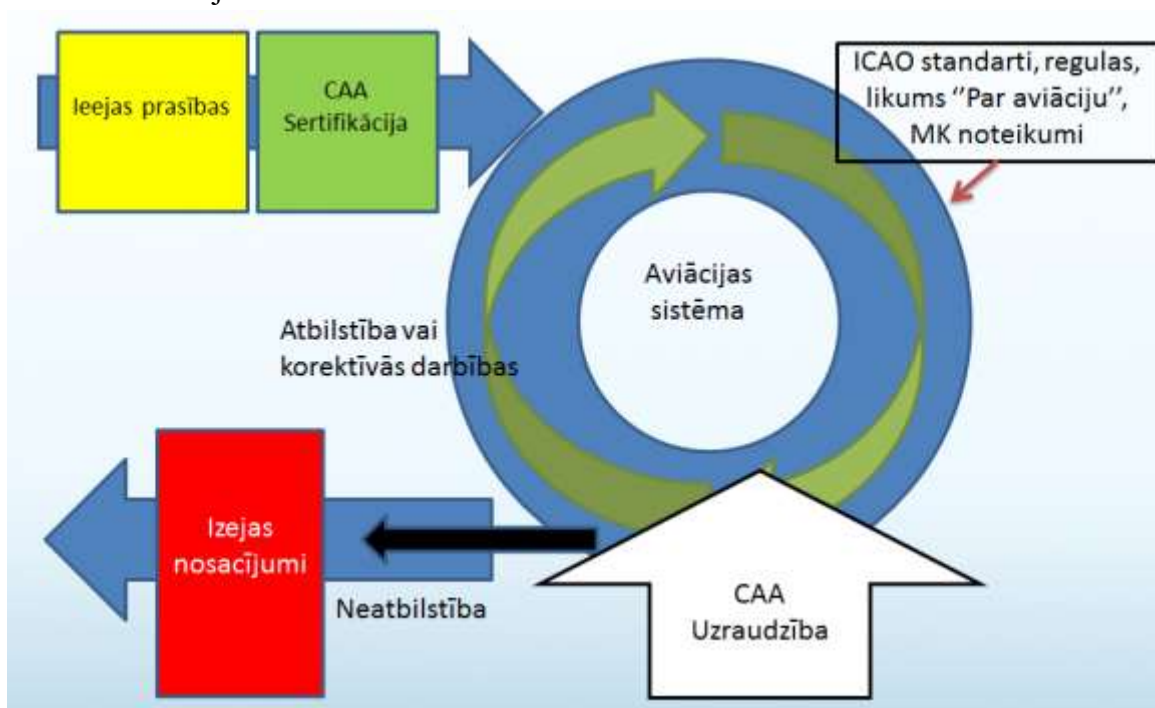 Ieejas prasības
CAA
Sertifikācija
ICAO standarti, regulas,
likums ‘’Par aviāciju’’,
MK noteikumi
Aviācijas
sistēma
Atbilstība vai
korektīvās darbības
Izejas
nosacījumi
Neatbilstība
CAA
Uzraudzība